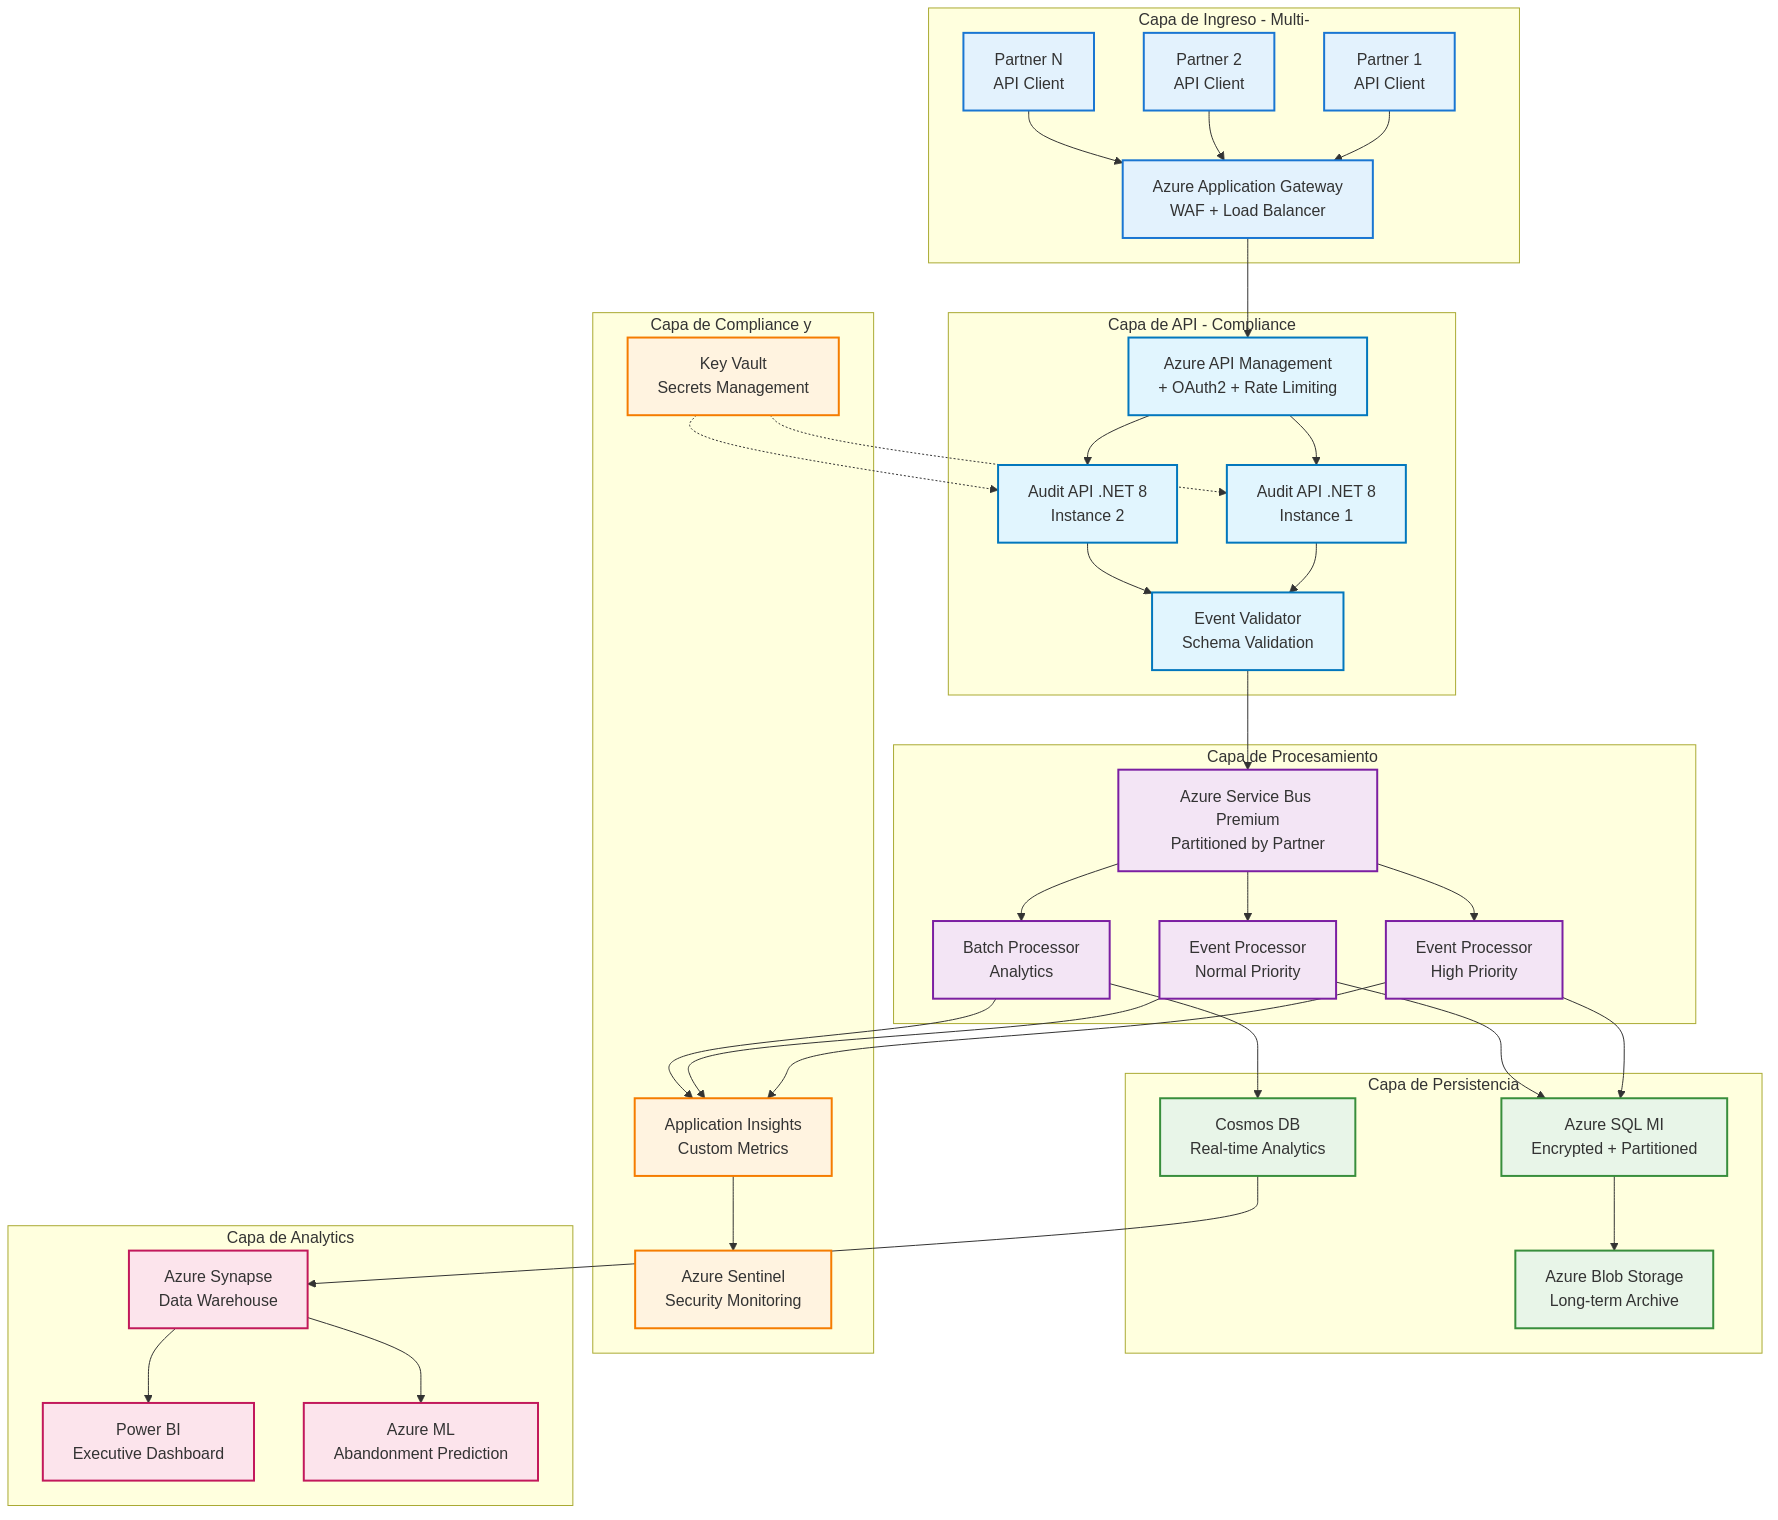 Capa de Ingreso - Multi-
Partner N
API Client
Partner 2
API Client
Partner 1
API Client
Azure Application Gateway
WAF + Load Balancer
Capa de Compliance y
Key Vault
Secrets Management
Capa de API - Compliance
Azure API Management
+ OAuth2 + Rate Limiting
Audit API .NET 8
Instance 2
Audit API .NET 8
Instance 1
Event Validator
Schema Validation
Capa de Procesamiento
Azure Service Bus
Premium
Partitioned by Partner
Batch Processor
Analytics
Event Processor
Normal Priority
Event Processor
High Priority
Application Insights
Custom Metrics
Capa de Persistencia
Cosmos DB
Real-time Analytics
Azure SQL MI
Encrypted + Partitioned
Capa de Analytics
Azure Synapse
Data Warehouse
Azure Sentinel
Security Monitoring
Azure Blob Storage
Long-term Archive
Power BI
Executive Dashboard
Azure ML
Abandonment Prediction